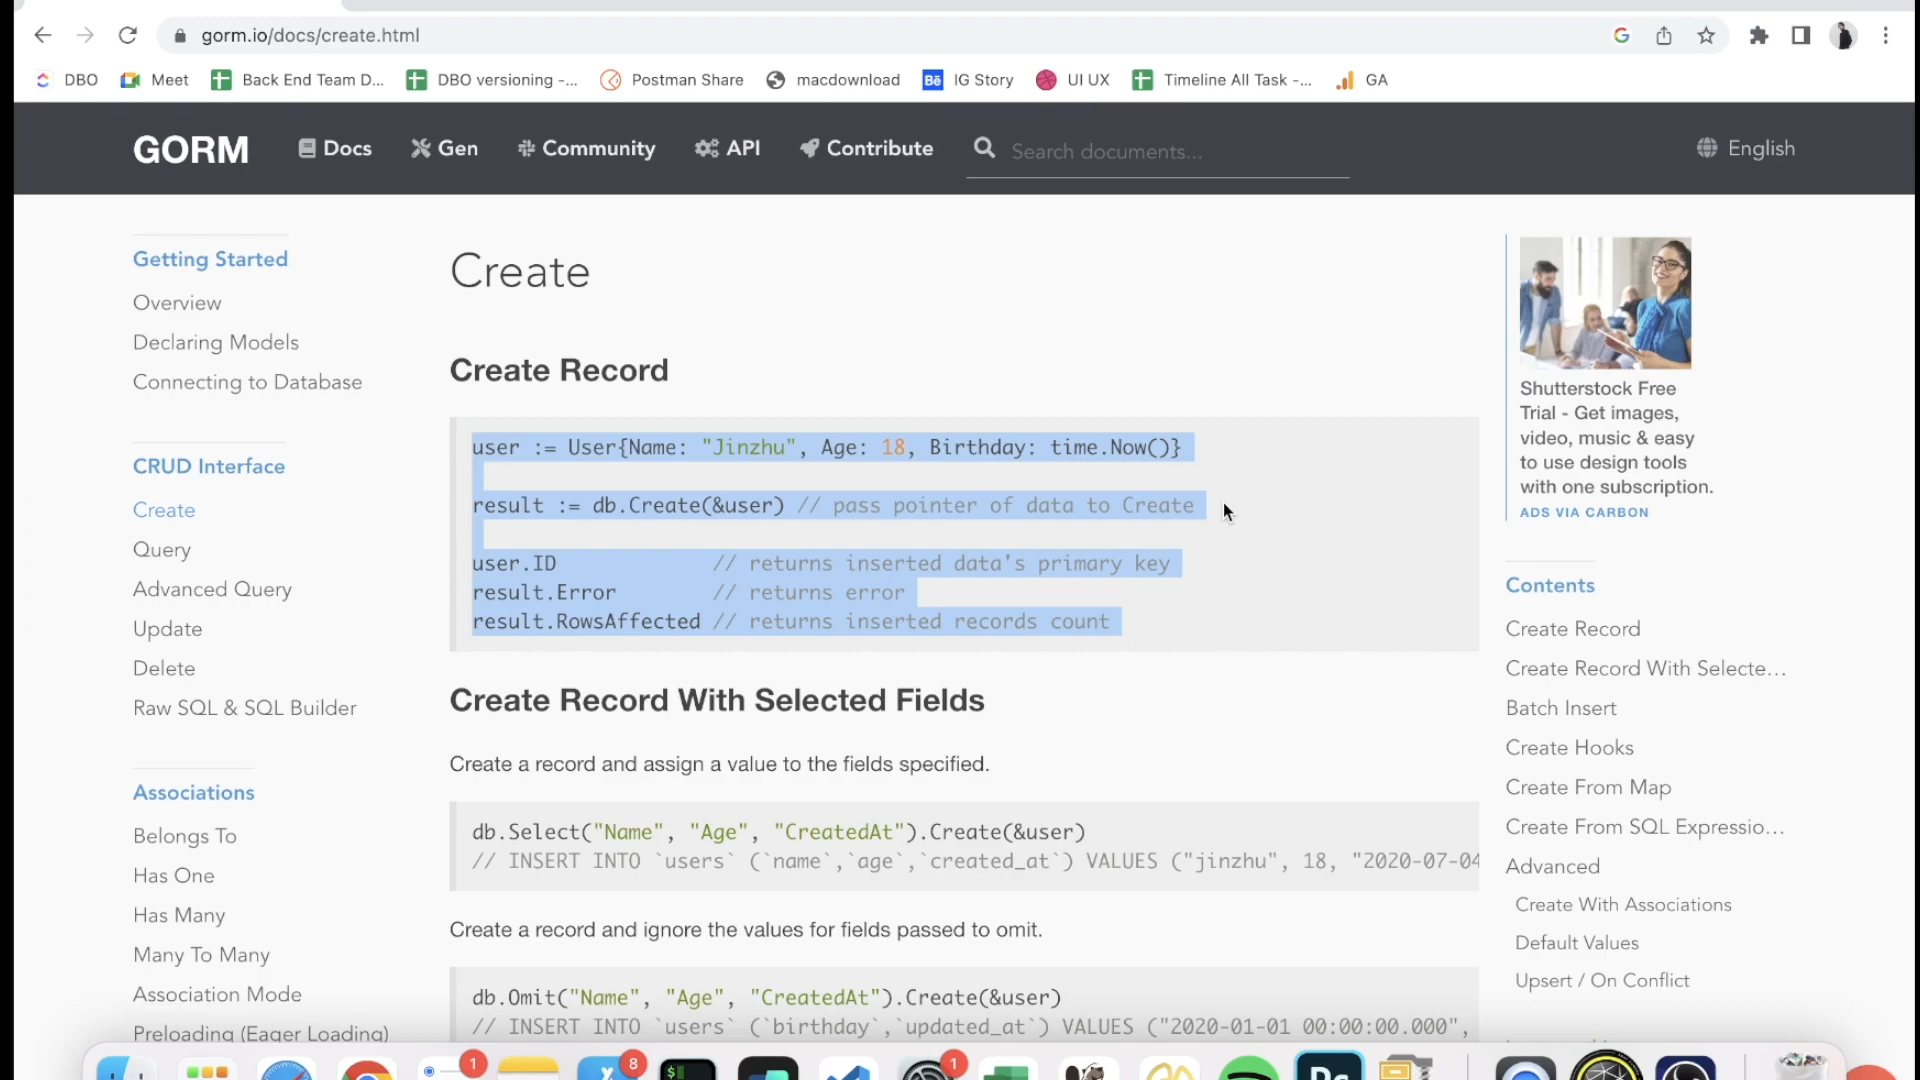 gorm.io/docs/create.html
DBO
Meet
Back End Team D...
DBO versioning -...
Postman Share
macdownload
Bē IG Story
UI UX
Timeline All Task -...
GA
GORM
Docs
Gen
Community
API
Contribute
Search documents...
English
Getting Started
Overview
Declaring Models
Connecting to Database
CRUD Interface
Create
Query
Advanced Query
Update
Delete
Raw SQL & SQL Builder
Associations
Belongs To
Has One
Has Many
Many To Many
Association Mode
Preloading (Eager Loading)
Create
Create Record
user := User{Name: "Jinzhu", Age: 18, Birthday: time.Now()}
result := db.Create(&user) // pass pointer of data to Create
user.ID // returns inserted data's primary key
result.Error // returns error
result.RowsAffected // returns inserted records count
Create Record With Selected Fields
Create a record and assign a value to the fields specified.
db.Select("Name", "Age", "CreatedAt").Create(&user)
// INSERT INTO `users` (`name`,`age`,`created_at`) VALUES ("jinzhu", 18, "2020-07-04
Create a record and ignore the values for fields passed to omit.
db.Omit("Name", "Age", "CreatedAt").Create(&user)
// INSERT INTO `users` (`birthday`,`updated_at`) VALUES ("2020-01-01 00:00:00.000",
Shutterstock Free
Trial - Get images,
video, music & easy
to use design tools
with one subscription.
ADS VIA CARBON
Contents
Create Record
Create Record With Selecte...
Batch Insert
Create Hooks
Create From Map
Create From SQL Expressio...
Advanced
Create With Associations
Default Values
Upsert / On Conflict
1
8
$
1
Ps